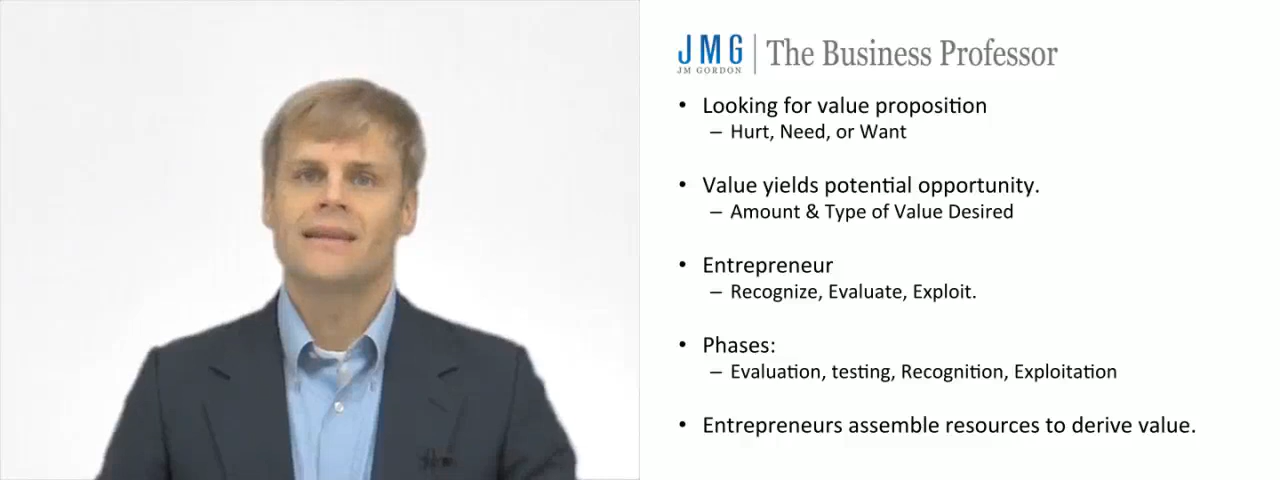 JMG
JM GORDON
The Business Professor
• Looking for value proposition
– Hurt, Need, or Want
• Value yields potential opportunity.
– Amount & Type of Value Desired
• Entrepreneur
– Recognize, Evaluate, Exploit.
• Phases:
– Evaluation, testing, Recognition, Exploitation
• Entrepreneurs assemble resources to derive value.